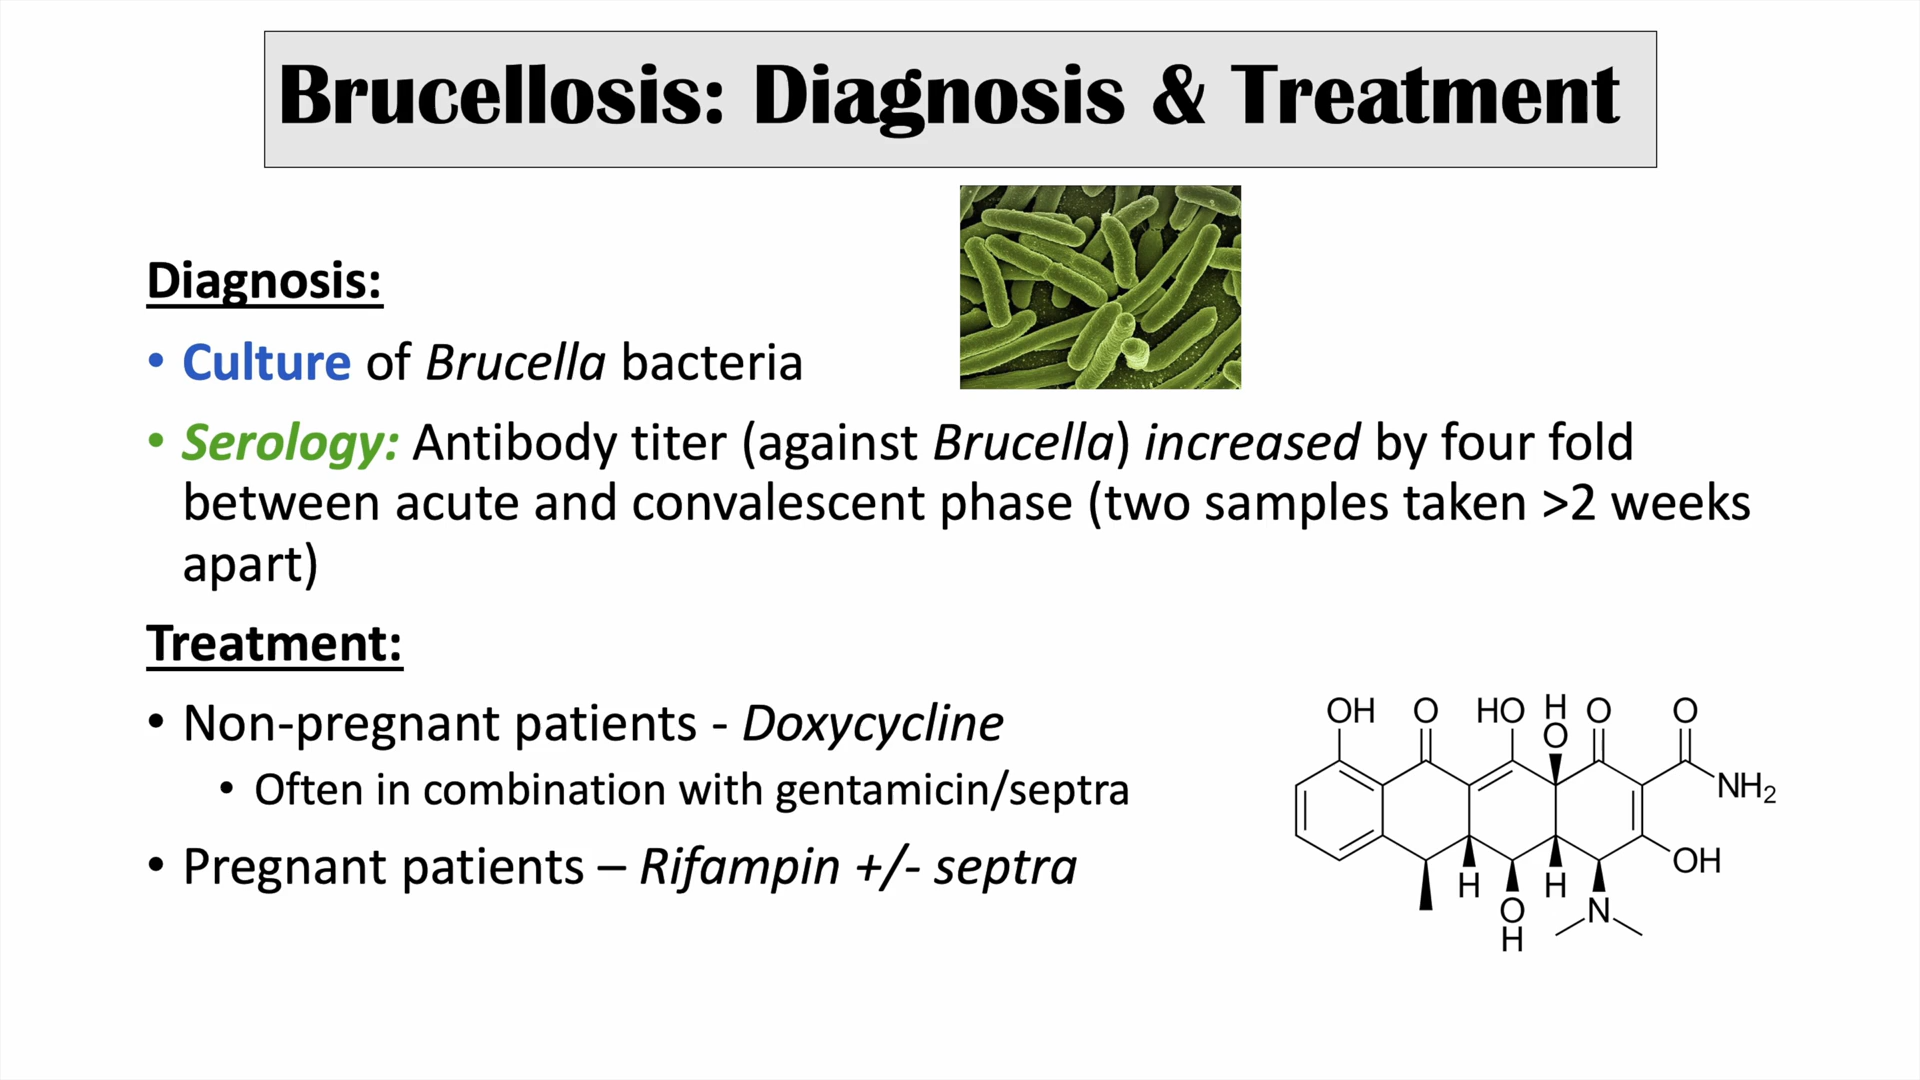 Brucellosis: Diagnosis & Treatment
Diagnosis:
• Culture of Brucella bacteria
• Serology: Antibody titer (against Brucella) increased by four fold
between acute and convalescent phase (two samples taken >2 weeks
apart)
Treatment:
• Non-pregnant patients - Doxycycline
• Often in combination with gentamicin/septra
• Pregnant patients – Rifampin +/- septra
OH O HO H O O
O
NH₂
OH
H H
O N
H